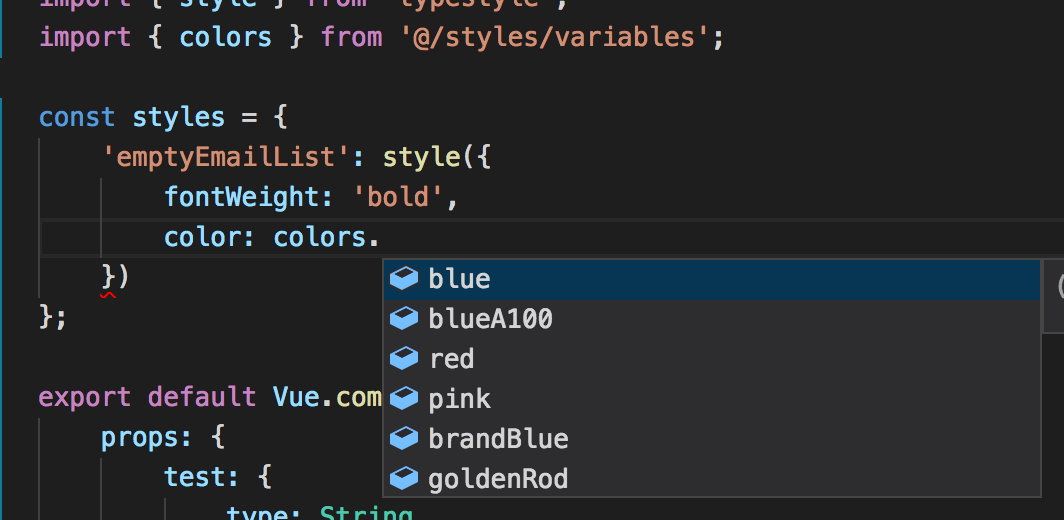 import { style } from 'typestyle';
import { colors } from '@/styles/variables';
const styles = {
'emptyEmailList': style({
fontWeight: 'bold',
color: colors.
})
};
blue
blueA100
red
pink
brandBlue
goldenRod
export default Vue.com
props: {
test: {
type: String